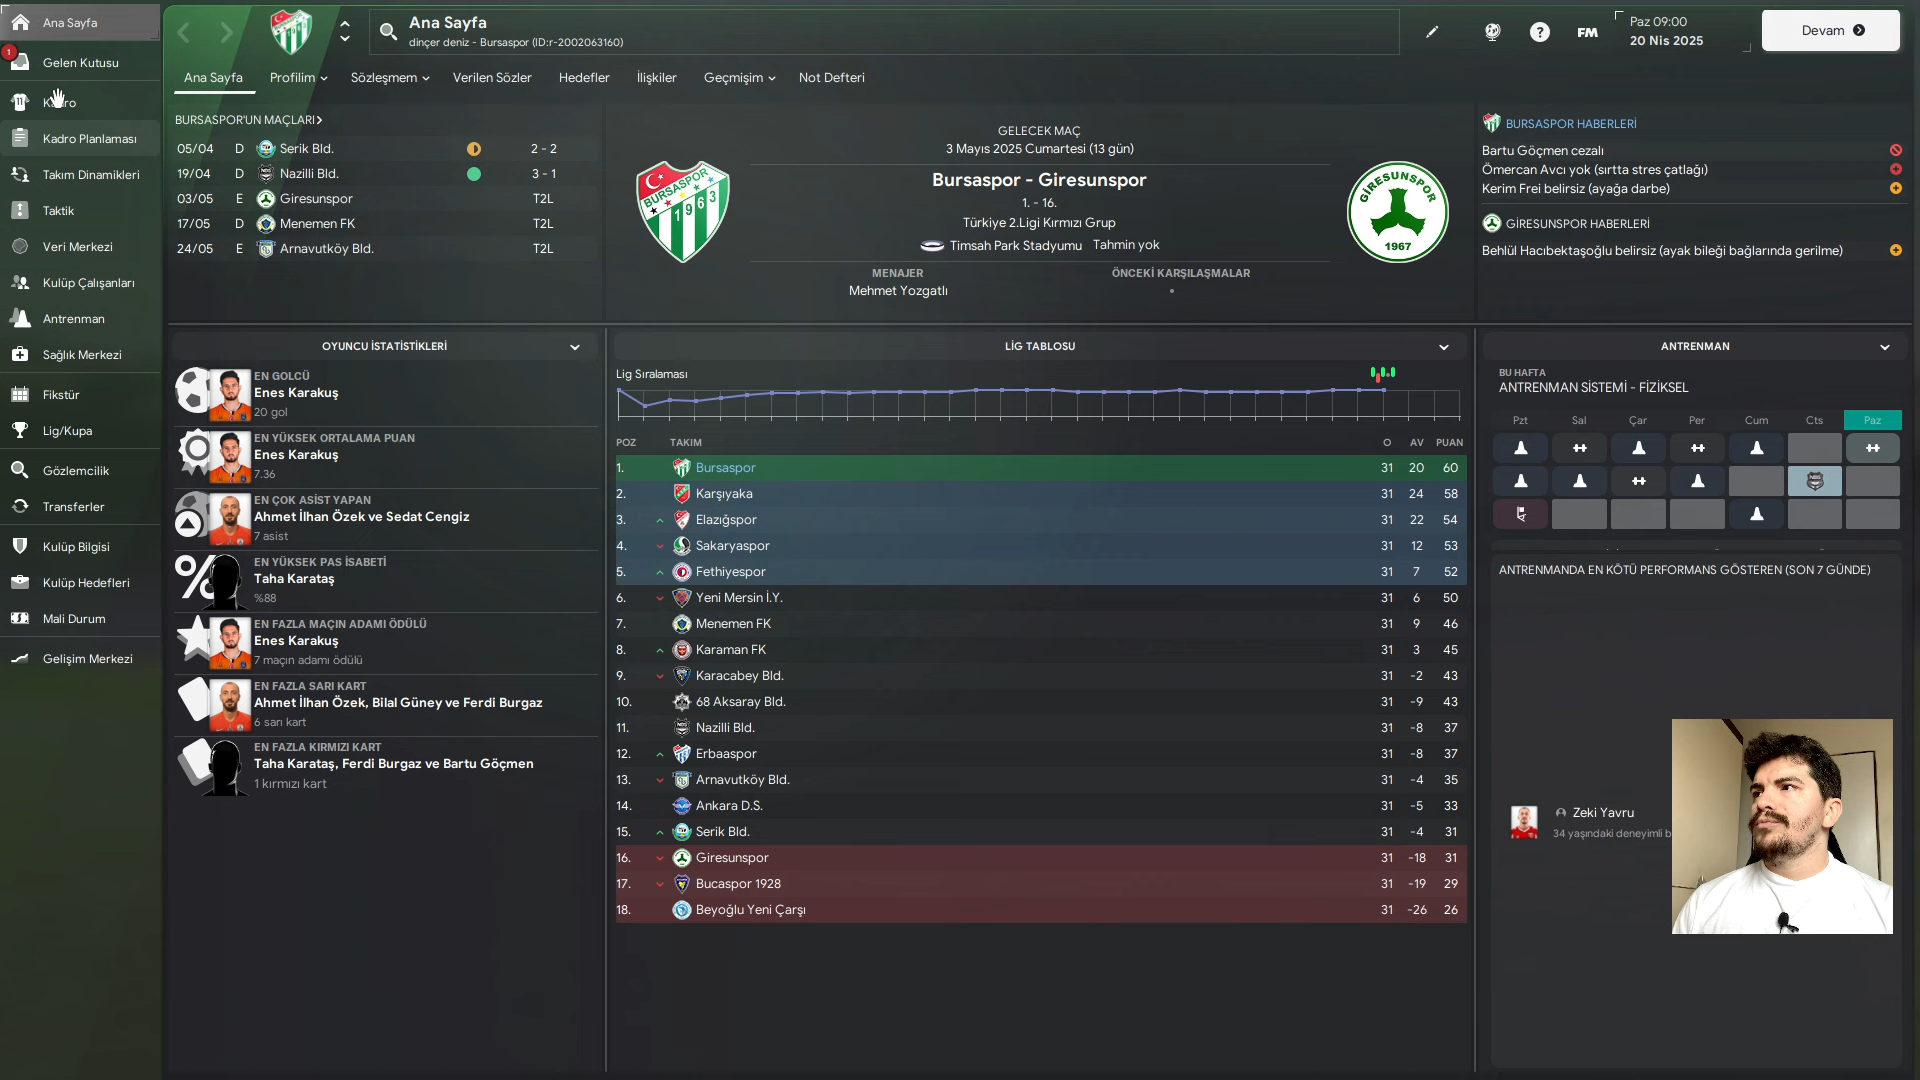 Ana Sayfa
1
Gelen Kutusu
Kadro Planlaması
Takım Dinamikleri
Taktik
Veri Merkezi
Kulüp Çalışanları
Antrenman
Sağlık Merkezi
Fikstür
Lig/Kupa
Gözlemcilik
Transferler
Kulüp Bilgisi
Kulüp Hedefleri
Mali Durum
Gelişim Merkezi
Ana Sayfa
dinçer deniz - Bursaspor (ID:r-2002063160)
FM
Paz 09:00
20 Nis 2025
Devam
Ana Sayfa Profilim Sözleşmem Verilen Sözler Hedefler İlişkiler Geçmişim Not Defteri
BURSASPOR'UN MAÇLARI
05/04 D Serik Bld. 2 - 2
19/04 D Nazilli Bld. 3 - 1
03/05 E Giresunspor T2L
17/05 D Menemen FK T2L
24/05 E Arnavutköy Bld. T2L
GELECEK MAÇ
3 Mayıs 2025 Cumartesi (13 gün)
Bursaspor - Giresunspor
1. - 16.
Türkiye 2.Ligi Kırmızı Grup
Timsah Park Stadyumu Tahmin yok
MENAJER
Mehmet Yozgatlı
ÖNCEKİ KARŞILAŞMALAR
BURSASPOR
1963
GİRESUNSPOR
1967
BURSASPOR HABERLERİ
Bartu Göçmen cezalı
Ömercan Avcı yok (sırtta stres çatlağı)
Kerim Frei belirsiz (ayağa darbe)
GİRESUNSPOR HABERLERİ
Behlül Hacıbektaşoğlu belirsiz (ayak bileği bağlarında gerilme)
OYUNCU İSTATİSTİKLERİ
EN GOLCÜ
Enes Karakuş
20 gol
EN YÜKSEK ORTALAMA PUAN
Enes Karakuş
7.36
EN ÇOK ASİST YAPAN
Ahmet İlhan Özek ve Sedat Cengiz
7 asist
%
EN YÜKSEK PAS İSABETİ
Taha Karataş
%88
EN FAZLA MAÇIN ADAMI ÖDÜLÜ
Enes Karakuş
7 maçın adamı ödülü
EN FAZLA SARI KART
Ahmet İlhan Özek, Bilal Güney ve Ferdi Burgaz
6 sarı kart
EN FAZLA KIRMIZI KART
Taha Karataş, Ferdi Burgaz ve Bartu Göçmen
1 kırmızı kart
LİG TABLOSU
Lig Sıralaması
POZ TAKIM O AV PUAN
1. Bursaspor 31 20 60
2. Karşıyaka 31 24 58
3. Elazığspor 31 22 54
4. Sakaryaspor 31 12 53
5. Fethiyespor 31 7 52
6. Yeni Mersin İ.Y. 31 6 50
7. Menemen FK 31 9 46
8. Karaman FK 31 3 45
9. Karacabey Bld. 31 -2 43
10. 68 Aksaray Bld. 31 -9 43
11. Nazilli Bld. 31 -8 37
12. Erbaaspor 31 -8 37
13. Arnavutköy Bld. 31 -4 35
14. Ankara D.S. 31 -5 33
15. Serik Bld. 31 -4 31
16. Giresunspor 31 -18 31
17. Bucaspor 1928 31 -19 29
18. Beyoğlu Yeni Çarşı 31 -26 26
ANTRENMAN
BU HAFTA
ANTRENMAN SİSTEMİ - FİZİKSEL
Pzt Sal Çar Per Cum Cts Paz
ANTRENMANDA EN KÖTÜ PERFORMANS GÖSTEREN (SON 7 GÜNDE)
Zeki Yavru
34 yaşındaki deneyimli b